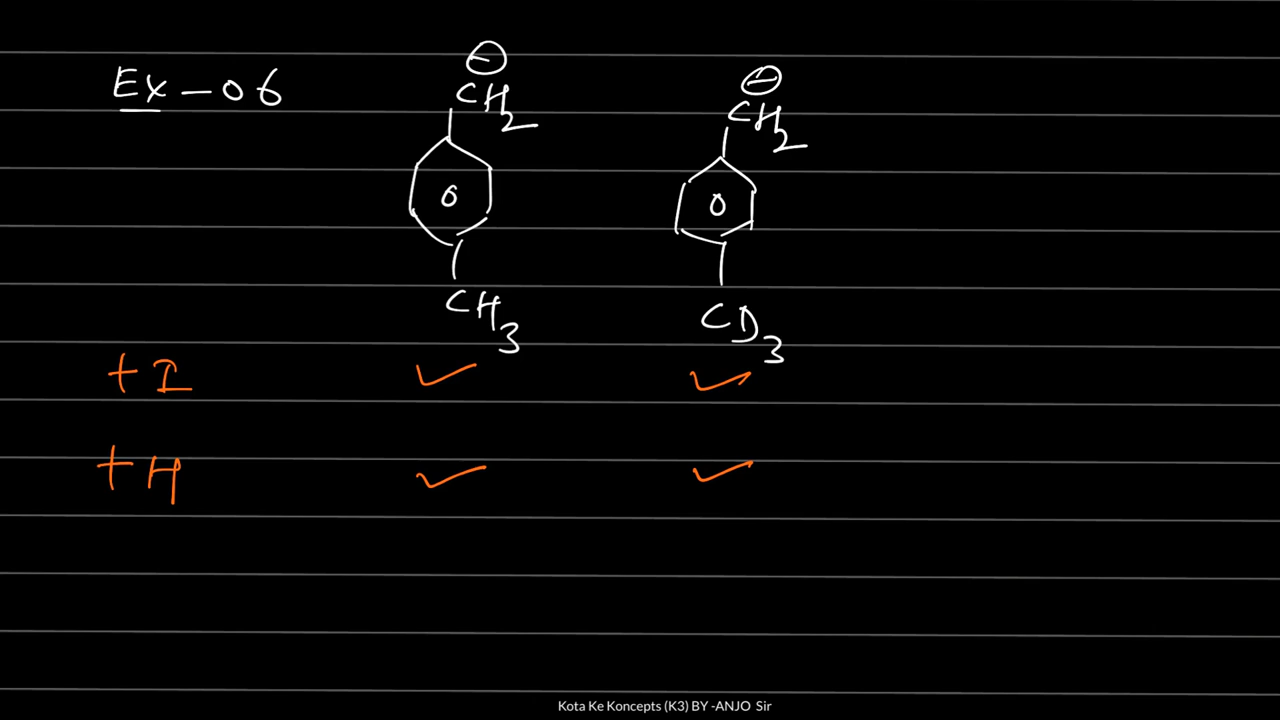 Ex - 06
⊖ ⊖
CH2 CH2
CH3 CD3
+ I ✓ ✓
+ H ✓ ✓
Kota Ke Koncepts (K3) BY -ANJO Sir